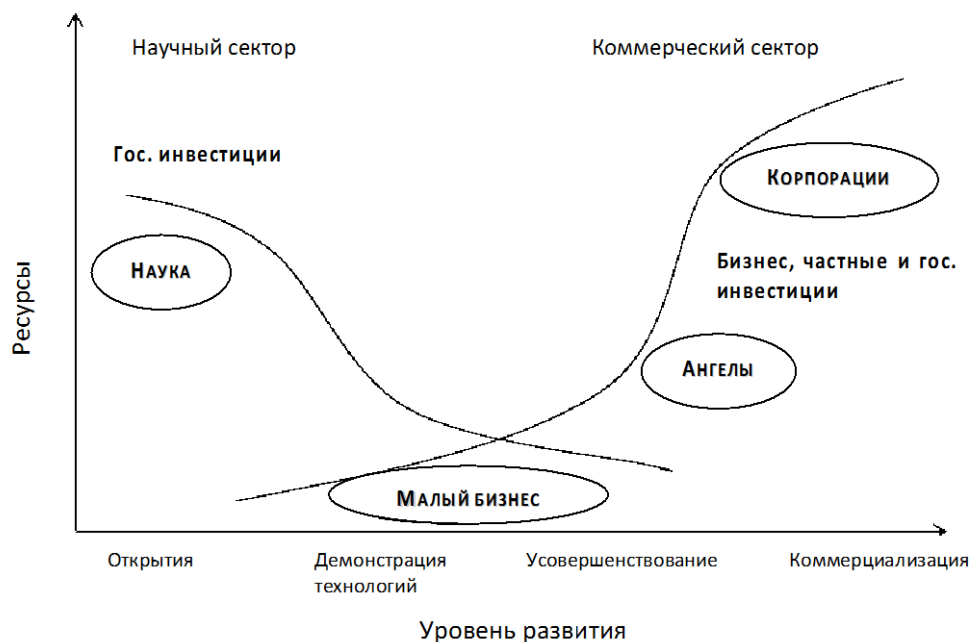 Научный сектор
Коммерческий сектор
Гос. инвестиции
КОРПОРАЦИИ
НАУКА
Бизнес, частные и гос.
инвестиции
Ресурсы
АНГЕЛЫ
МАЛЫЙ БИЗНЕС
Открытия
Демонстрация
технологий
Усовершенствование
Коммерциализация
Уровень развития